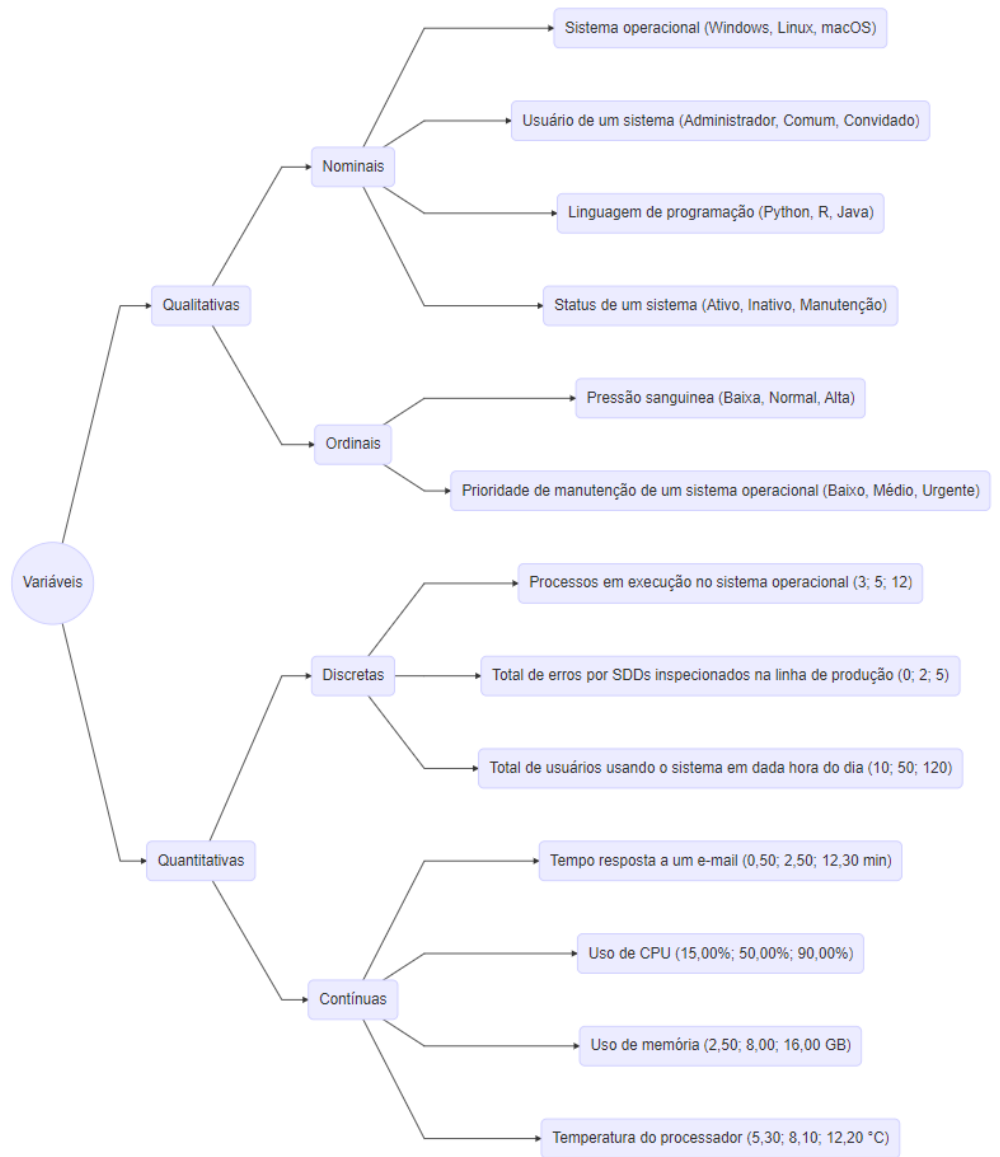 Sistema operacional (Windows, Linux, macOS)
Usuário de um sistema (Administrador, Comum, Convidado)
Nominais
Linguagem de programação (Python, R, Java)
Qualitativas
Status de um sistema (Ativo, Inativo, Manutenção)
Pressão sanguinea (Baixa, Normal, Alta)
Ordinais
Prioridade de manutenção de um sistema operacional (Baixo, Médio, Urgente)
Variáveis
Processos em execução no sistema operacional (3; 5; 12)
Discretas
Total de erros por SDDs inspecionados na linha de produção (0; 2; 5)
Total de usuários usando o sistema em dada hora do dia (10; 50; 120)
Quantitativas
Tempo resposta a um e-mail (0,50; 2,50; 12,30 min)
Uso de CPU (15,00%; 50,00%; 90,00%)
Contínuas
Uso de memória (2,50; 8,00; 16,00 GB)
Temperatura do processador (5,30; 8,10; 12,20 °C)